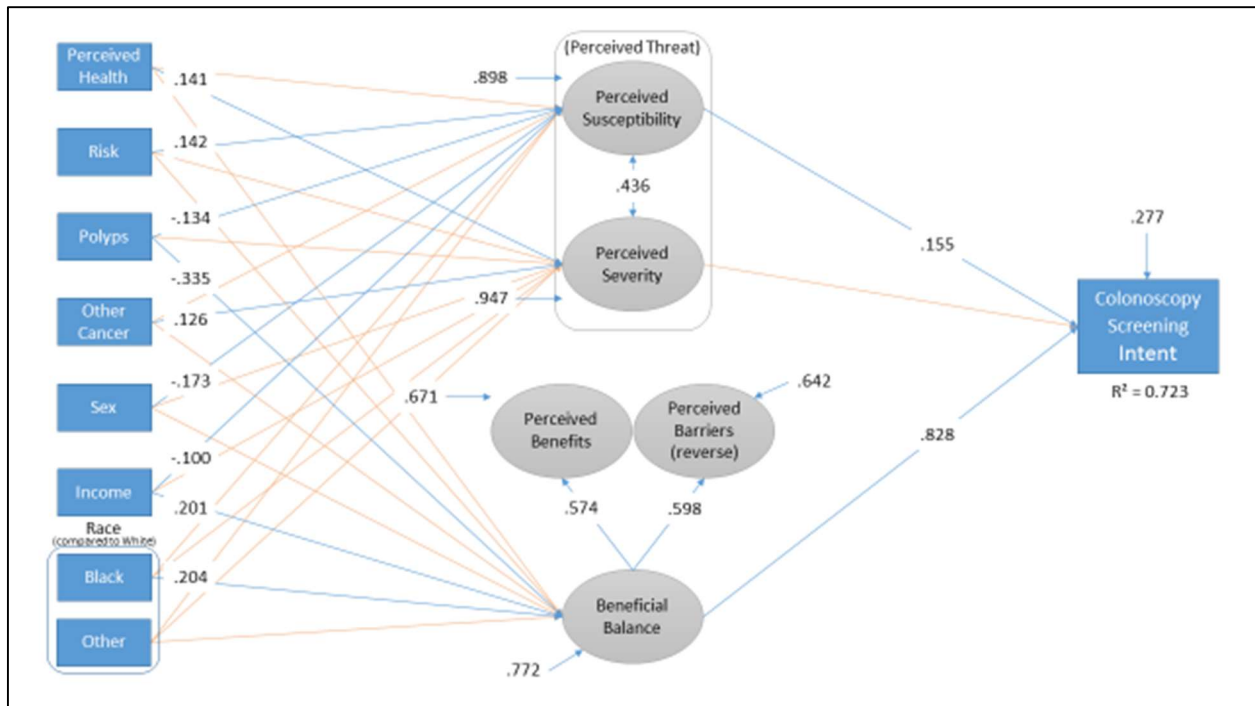 Perceived
Health
.141
Risk
.142
Polyps
-.134
-.335
Other
Cancer
.126
Sex
-.173
Income
-.100
.201
Race
(compared to White)
Black
.204
Other
(Perceived Threat)
.898
Perceived
Susceptibility
.436
Perceived
Severity
.947
.671
Perceived
Benefits
.642
Perceived
Barriers
(reverse)
.574
.598
Beneficial
Balance
.772
.155
.828
.277
Colonoscopy
Screening
Intent
R² = 0.723